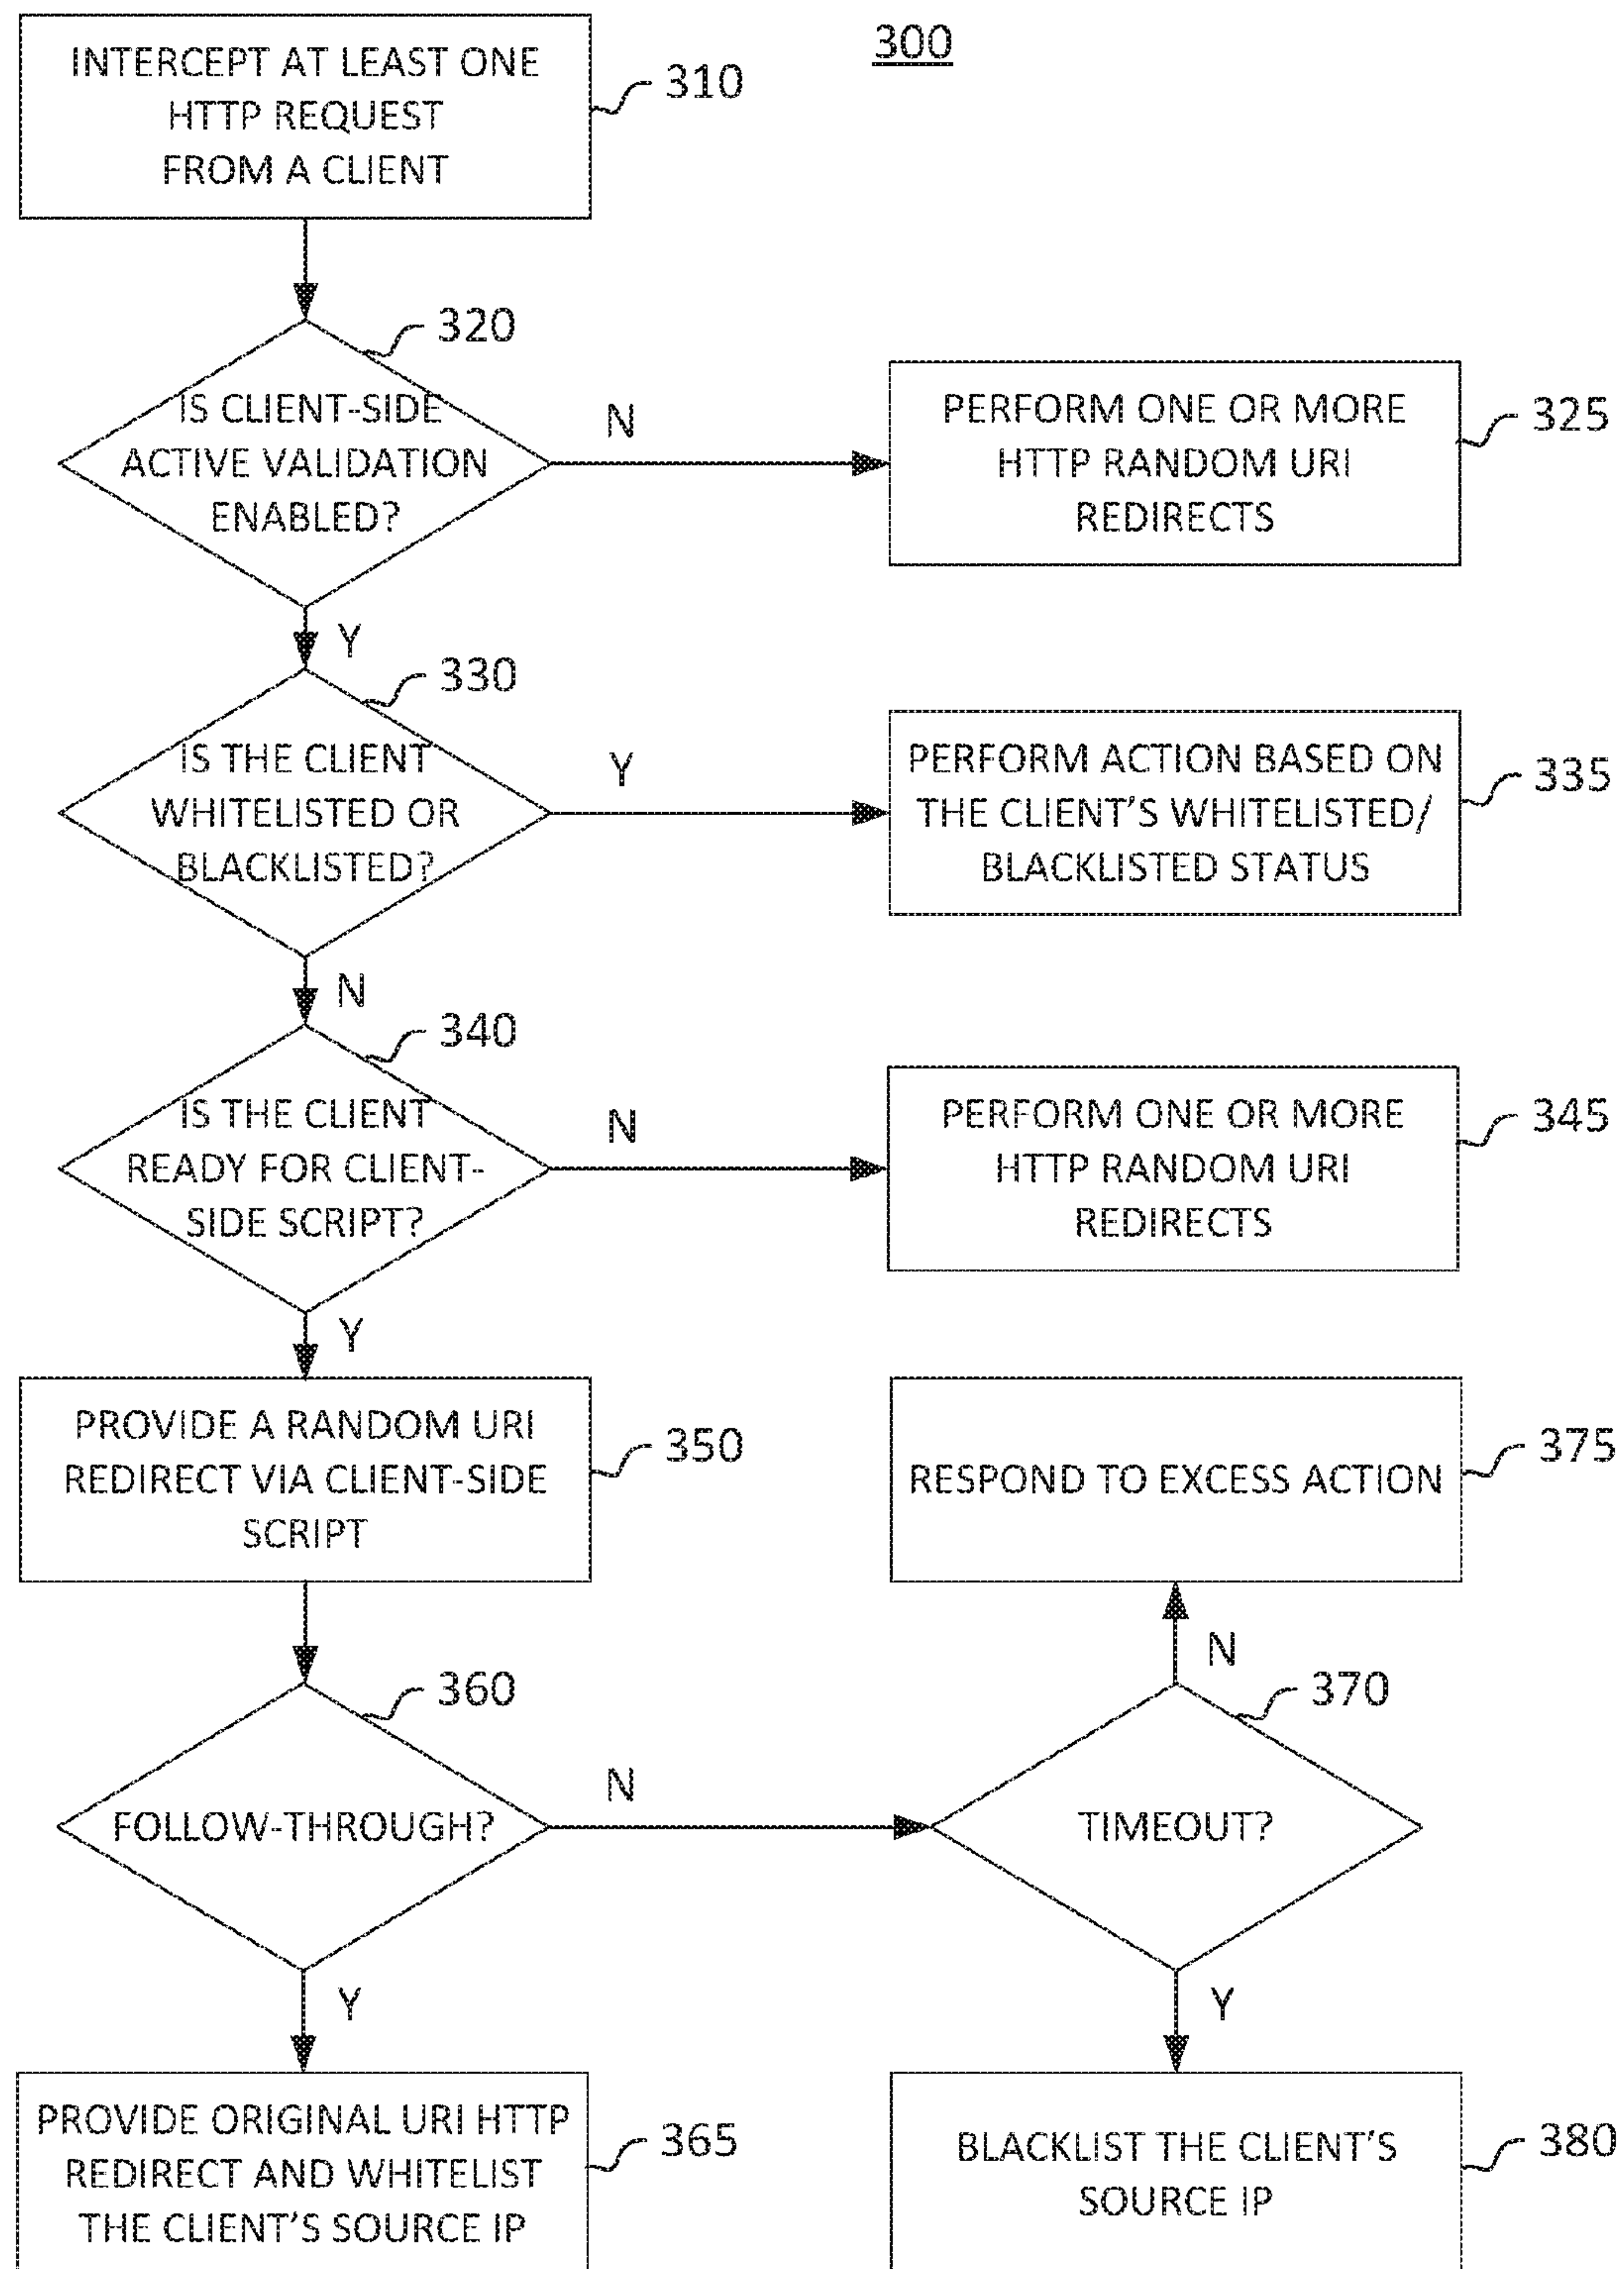 300
INTERCEPT AT LEAST ONE
HTTP REQUEST
FROM A CLIENT
310
320
IS CLIENT-SIDE
ACTIVE VALIDATION
ENABLED?
N
Y
PERFORM ONE OR MORE
HTTP RANDOM URI
REDIRECTS
325
330
IS THE CLIENT
WHITELISTED OR
BLACKLISTED?
Y
N
PERFORM ACTION BASED ON
THE CLIENT'S WHITELISTED/
BLACKLISTED STATUS
335
340
IS THE CLIENT
READY FOR CLIENT-
SIDE SCRIPT?
N
Y
PERFORM ONE OR MORE
HTTP RANDOM URI
REDIRECTS
345
PROVIDE A RANDOM URI
REDIRECT VIA CLIENT-SIDE
SCRIPT
350
RESPOND TO EXCESS ACTION
375
360
FOLLOW-THROUGH?
N
Y
N
370
TIMEOUT?
Y
PROVIDE ORIGINAL URI HTTP
REDIRECT AND WHITELIST
THE CLIENT'S SOURCE IP
365
BLACKLIST THE CLIENT'S
SOURCE IP
380